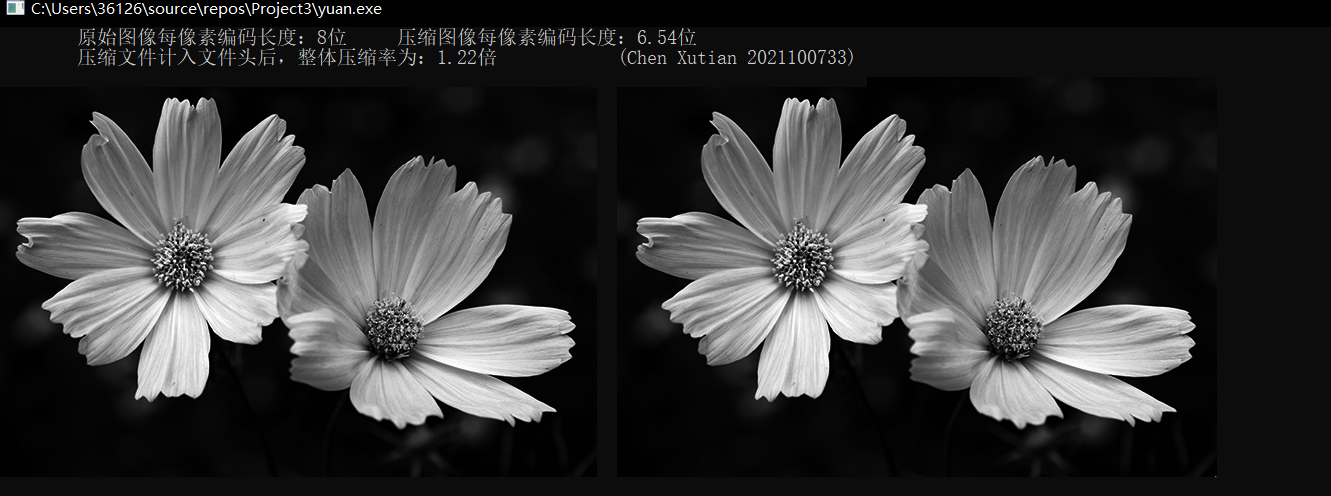 C:\Users\36126\source\repos\Project3\yuan.exe
原始图像每像素编码长度：8位 压缩图像每像素编码长度：6.54位
压缩文件计入文件头后，整体压缩率为：1.22倍 (Chen Xutian 2021100733)